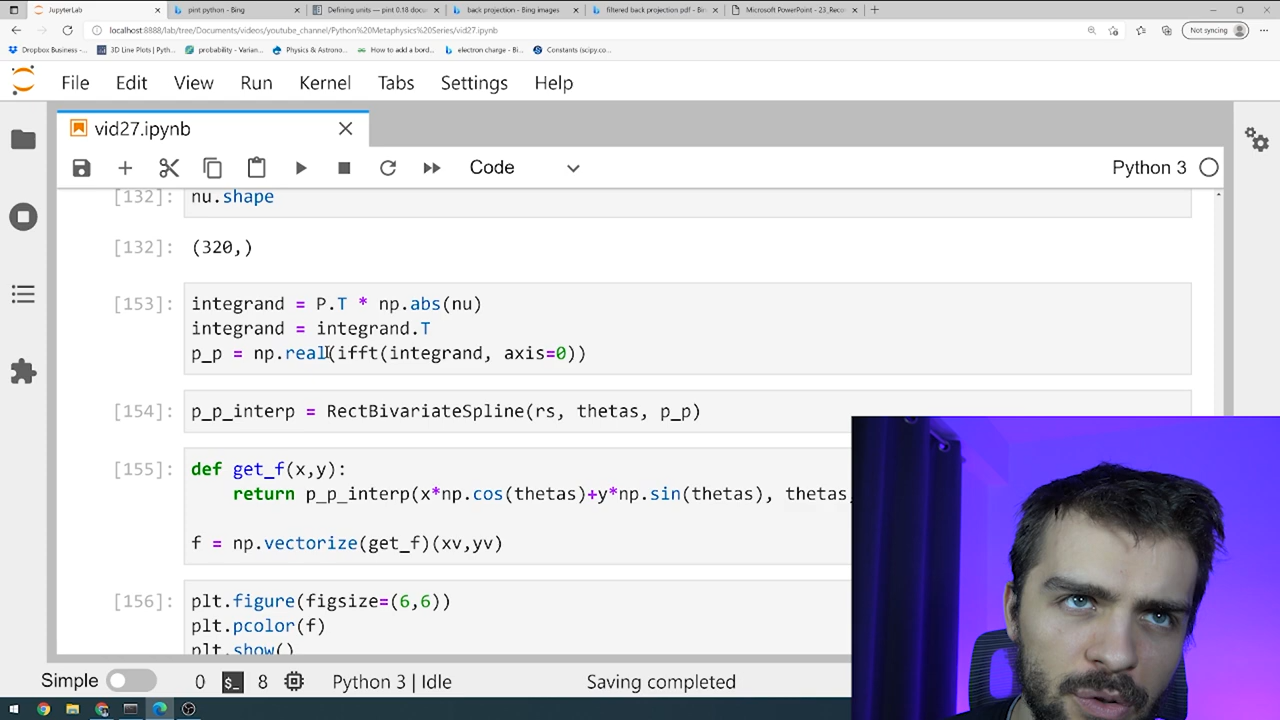 JupyterLab
pint python - Bing
Defining units — pint 0.18 docu
back projection - Bing images
filtered back projection pdf - Bi
Microsoft PowerPoint - 23_Reco
localhost:8888/lab/tree/Documents/videos/youtube_channel/Python%20Metaphysics%20Series/vid27.ipynb
Not syncing
Dropbox Business -...
3D Line Plots | Pyth...
probability - Varian...
Physics & Astrono...
How to add a bord...
electron charge - Bi...
Constants (scipy.co...
File Edit View Run Kernel Tabs Settings Help
vid27.ipynb
Code
Python 3
[132]: nu.shape
[132]: (320,)
[153]: integrand = P.T * np.abs(nu)
integrand = integrand.T
p_p = np.real(ifft(integrand, axis=0))
[154]: p_p_interp = RectBivariateSpline(rs, thetas, p_p)
[155]: def get_f(x,y):
return p_p_interp(x*np.cos(thetas)+y*np.sin(thetas), thetas,
f = np.vectorize(get_f)(xv,yv)
[156]: plt.figure(figsize=(6,6))
plt.pcolor(f)
plt.show()
Simple 0 8 Python 3 | Idle Saving completed